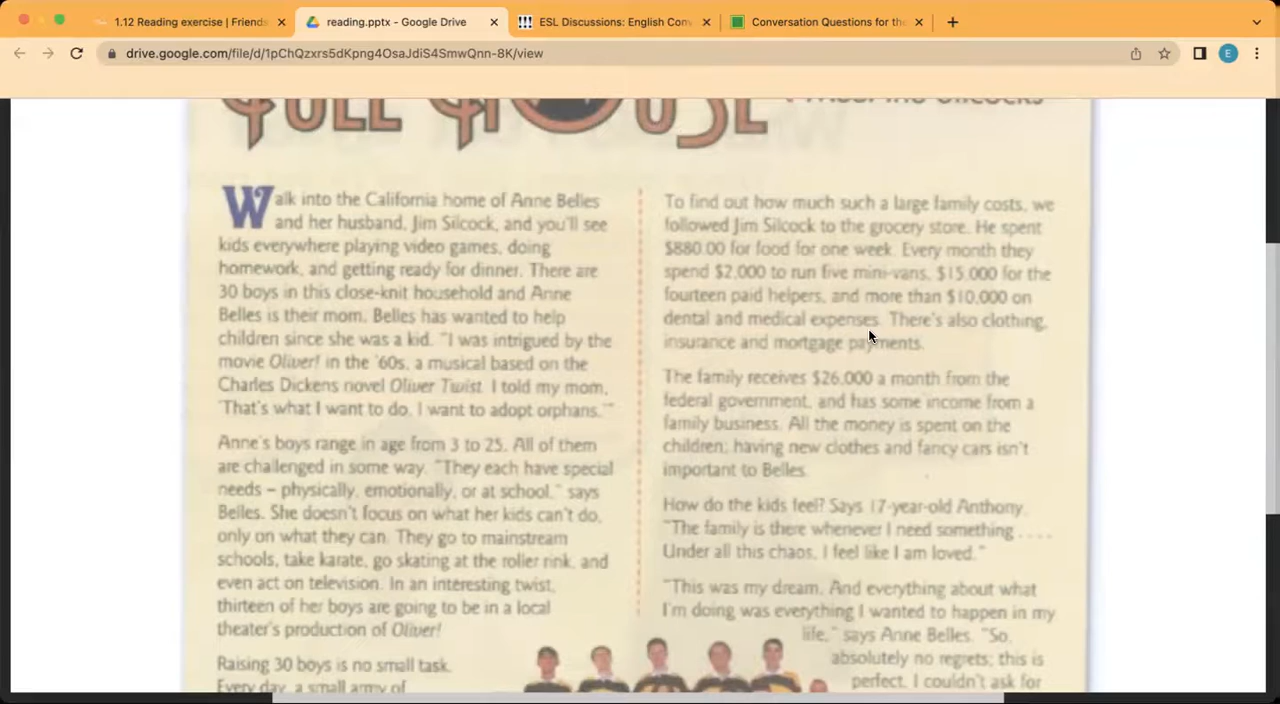 1.12 Reading exercise | Friends
reading.pptx - Google Drive
ESL Discussions: English Con
Conversation Questions for the
drive.google.com/file/d/1pChQzxrs5dKpng4OsaJdiS4SmwQnn-8K/view
E
FULL HOUSE
Walk into the California home of Anne Belles
and her husband, Jim Silcock, and you'll see
kids everywhere playing video games, doing
homework, and getting ready for dinner. There are
30 boys in this close-knit household and Anne
Belles is their mom. Belles has wanted to help
children since she was a kid. "I was intrigued by the
movie Oliver! in the '60s, a musical based on the
Charles Dickens novel Oliver Twist. I told my mom,
'That's what I want to do. I want to adopt orphans.'"
Anne's boys range in age from 3 to 25. All of them
are challenged in some way. "They each have special
needs – physically, emotionally, or at school," says
Belles. She doesn't focus on what her kids can't do,
only on what they can. They go to mainstream
schools, take karate, go skating at the roller rink, and
even act on television. In an interesting twist,
thirteen of her boys are going to be in a local
theater's production of Oliver!
Raising 30 boys is no small task.
Every day, a small army of
To find out how much such a large family costs, we
followed Jim Silcock to the grocery store. He spent
$880.00 for food for one week. Every month they
spend $2,000 to run five mini-vans, $15,000 for the
fourteen paid helpers, and more than $10,000 on
dental and medical expenses. There's also clothing,
insurance and mortgage payments.
The family receives $26,000 a month from the
federal government, and has some income from a
family business. All the money is spent on the
children; having new clothes and fancy cars isn't
important to Belles.
How do the kids feel? Says 17-year-old Anthony,
"The family is there whenever I need something . . . .
Under all this chaos, I feel like I am loved."
"This was my dream. And everything about what
I'm doing was everything I wanted to happen in my
life," says Anne Belles. "So,
absolutely no regrets; this is
perfect. I couldn't ask for